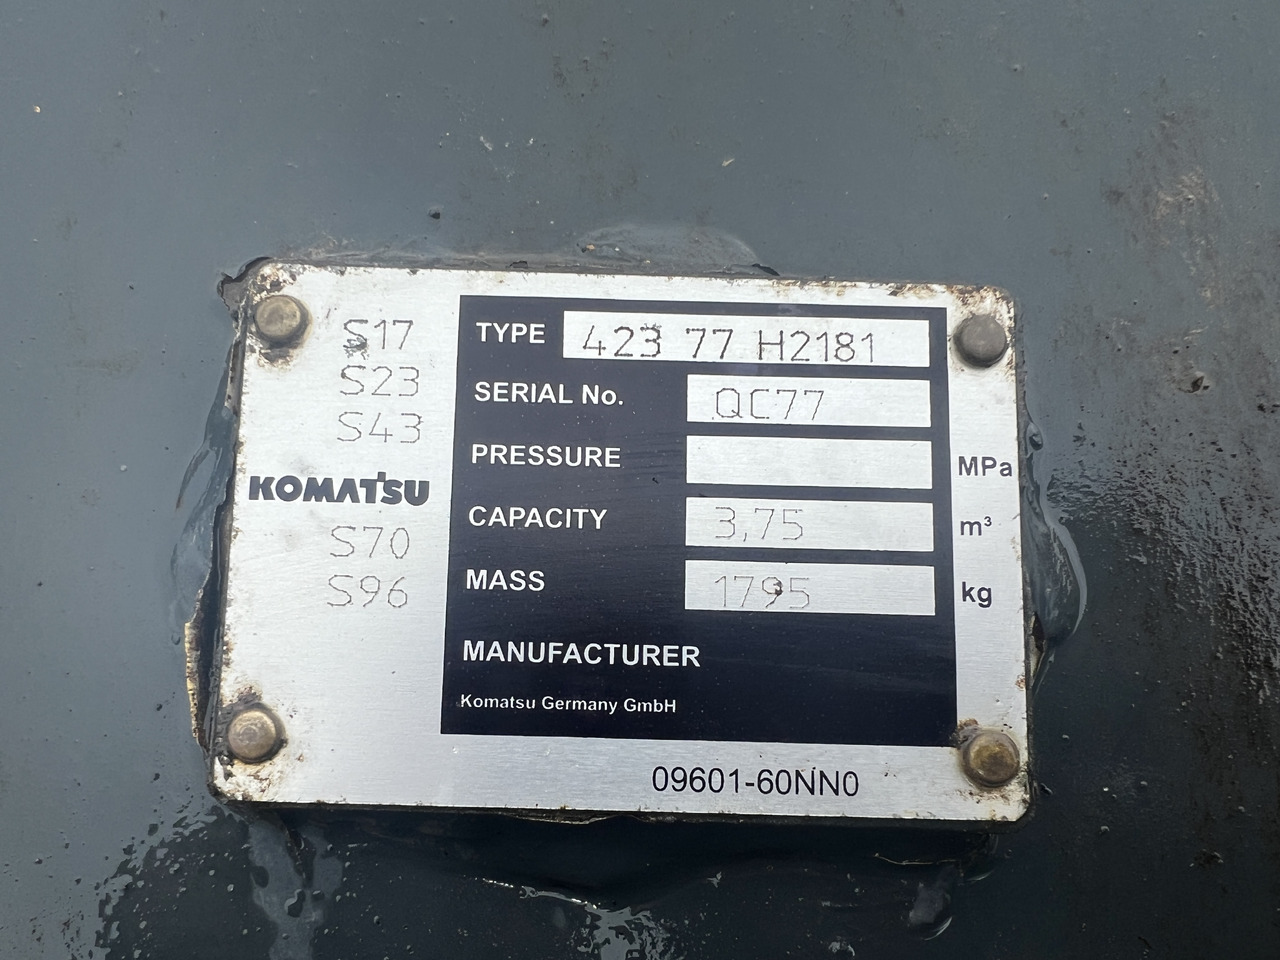 S17
S23
S43
KOMATSU
S70
S96
TYPE 423 77 H2181
SERIAL No. QC77
PRESSURE MPa
CAPACITY 3,75 m³
MASS 1795 kg
MANUFACTURER
Komatsu Germany GmbH
09601-60NN0